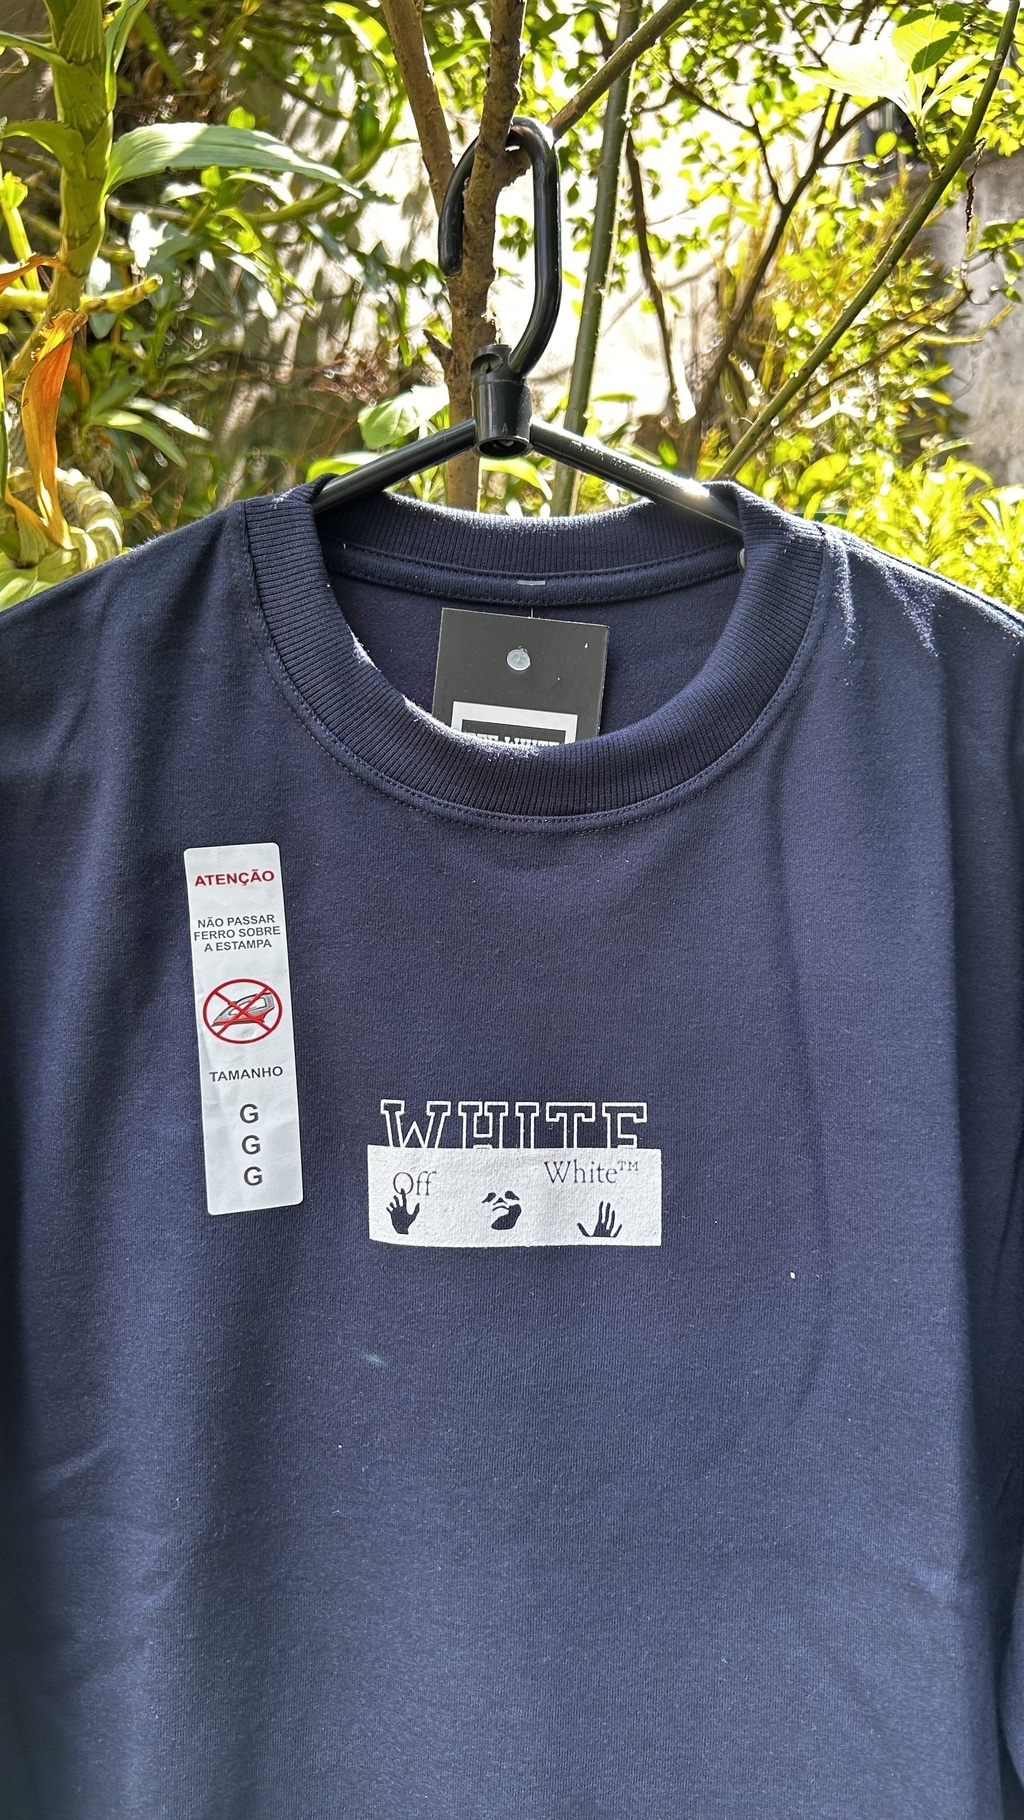 ATENÇÃO
NÃO PASSAR
FERRO SOBRE
A ESTAMPA
TAMANHO
G
G
G
WHITE
Off White™